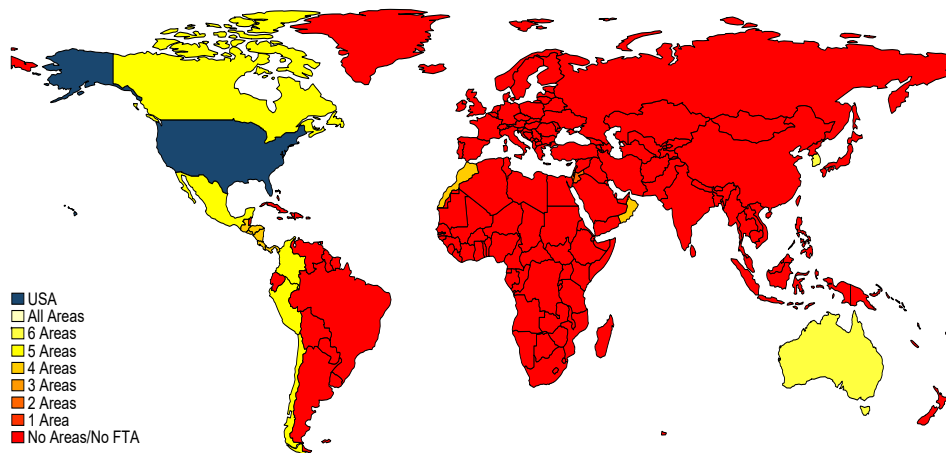 USA
All Areas
6 Areas
5 Areas
4 Areas
3 Areas
2 Areas
1 Area
No Areas/No FTA